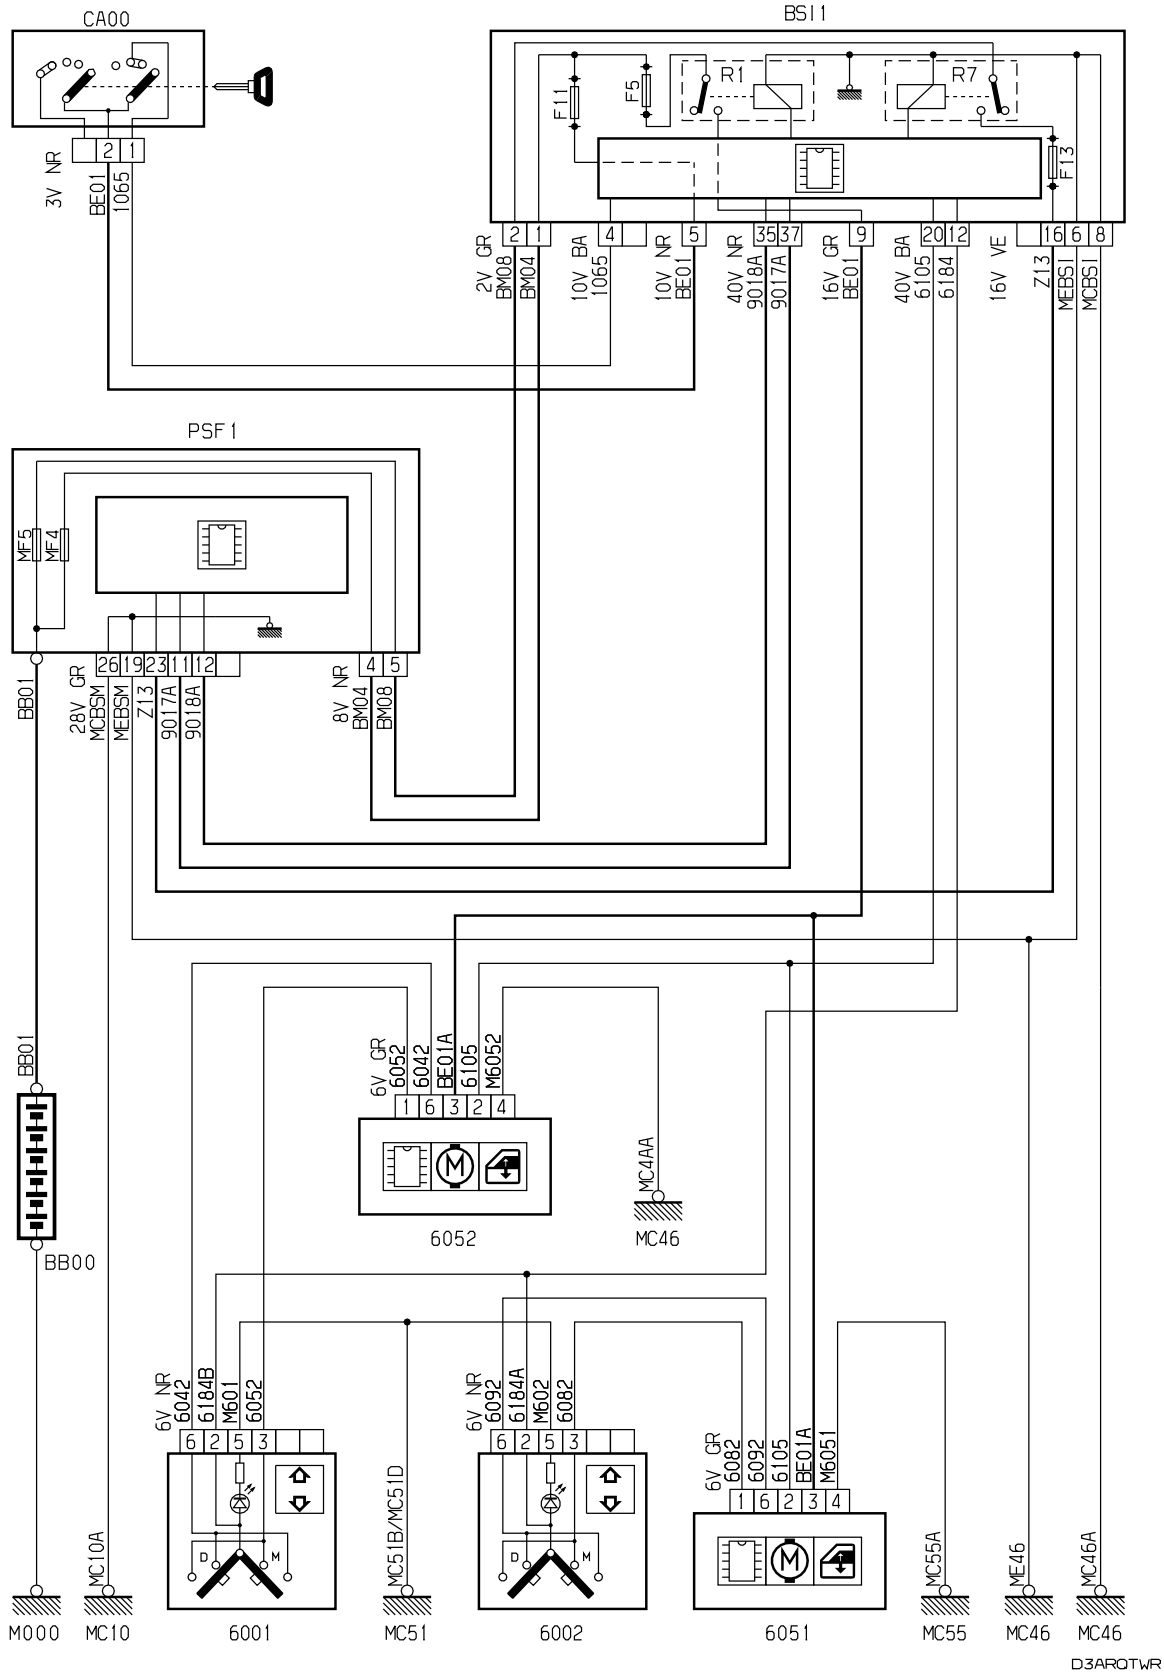 CA00
BSI1
R1
R7
F11
F5
F13
2 1
3V NR
BE01
1065
2 1 4 5 35 37 9 20 12 16 6 8
2V GR
BM08
BM04
10V BA
1065
10V NR
BE01
40V NR
9018A
9017A
16V GR
BE01
40V BA
6105
6184
16V VE
Z13
MEBSI
MCBSI
PSF1
MF5
MF4
26 19 23 11 12 4 5
BB01
28V GR
MCBSM
MEBSM
Z13
9017A
9018A
8V NR
BM04
BM08
BB01
6V GR
6052
6042
BE01A
6105
M6052
1 6 3 2 4
M
MC4AA
6052
MC46
BB00
6V NR
6042
6184B
M601
6052
6 2 5 3
D M
6V NR
6092
6184A
M602
6082
6 2 5 3
D M
6V GR
6082
6092
6105
BE01A
M6051
1 6 2 3 4
M
MC10A
MC51B/MC51D
MC55A
ME46
MC46A
M000
MC10
6001
MC51
6002
6051
MC55
MC46
MC46
D3ARQTWR